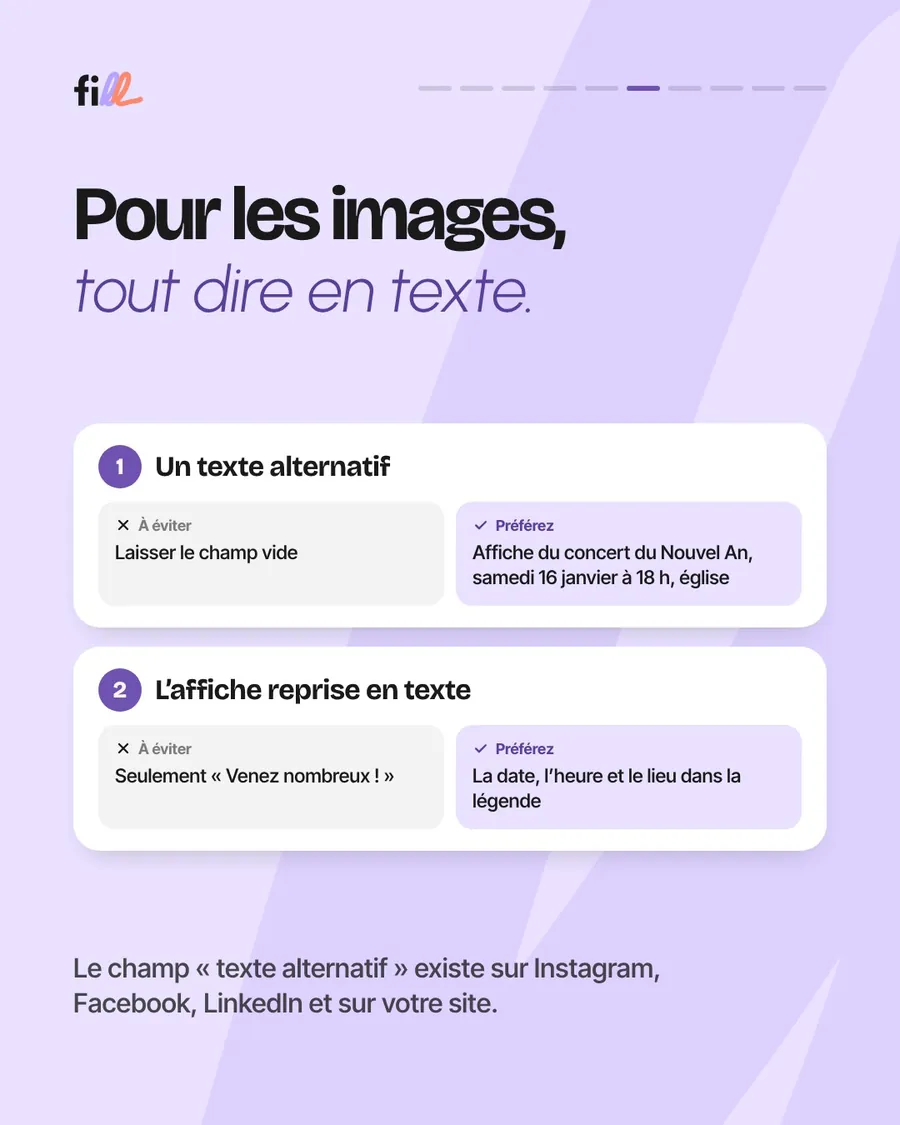 fill
Pour les images,
tout dire en texte.
1 Un texte alternatif
À éviter
Laisser le champ vide
Préférez
Affiche du concert du Nouvel An,
samedi 16 janvier à 18 h, église
2 L’affiche reprise en texte
À éviter
Seulement « Venez nombreux ! »
Préférez
La date, l’heure et le lieu dans la
légende
Le champ « texte alternatif » existe sur Instagram,
Facebook, LinkedIn et sur votre site.